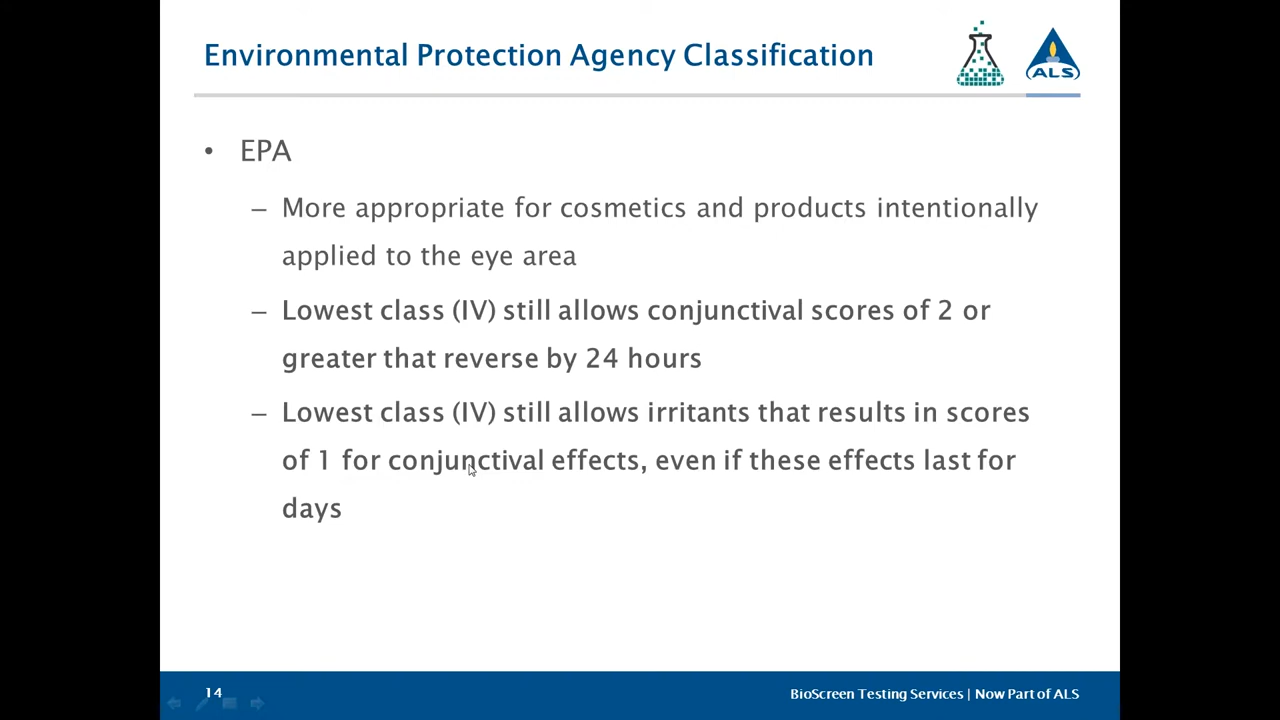 Environmental Protection Agency Classification
ALS
• EPA
– More appropriate for cosmetics and products intentionally
applied to the eye area
– Lowest class (IV) still allows conjunctival scores of 2 or
greater that reverse by 24 hours
– Lowest class (IV) still allows irritants that results in scores
of 1 for conjunctival effects, even if these effects last for
days
14
BioScreen Testing Services | Now Part of ALS